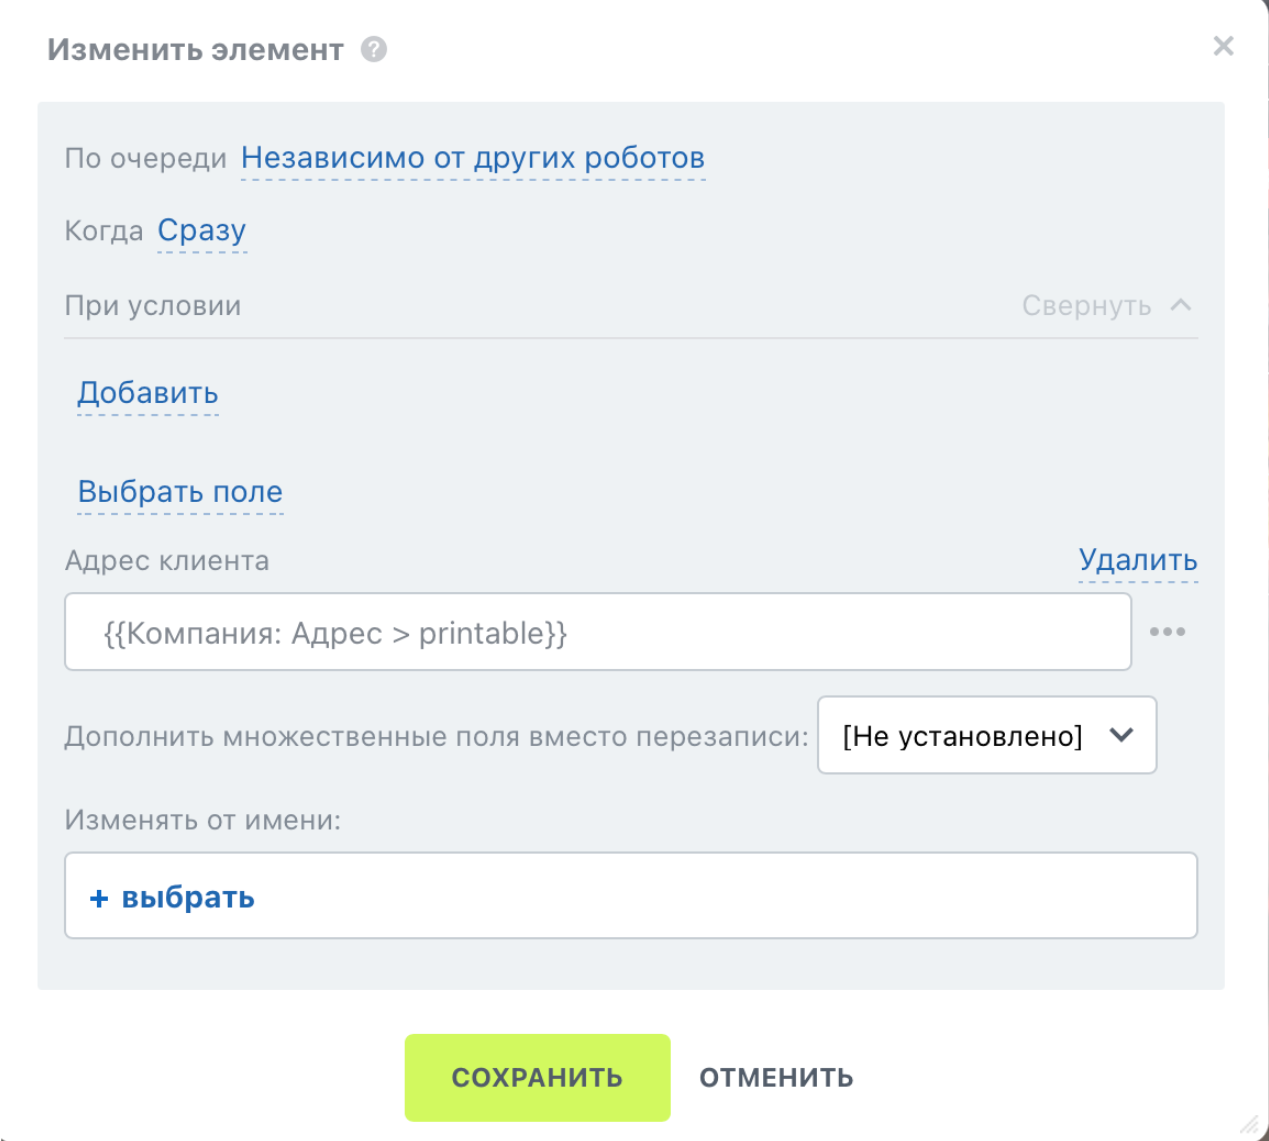 Изменить элемент ?
По очереди Независимо от других роботов
Когда Сразу
При условии Свернуть
Добавить
Выбрать поле
Адрес клиента Удалить
{{Компания: Адрес > printable}}
Дополнить множественные поля вместо перезаписи: [Не установлено]
Изменять от имени:
+ выбрать
СОХРАНИТЬ ОТМЕНИТЬ